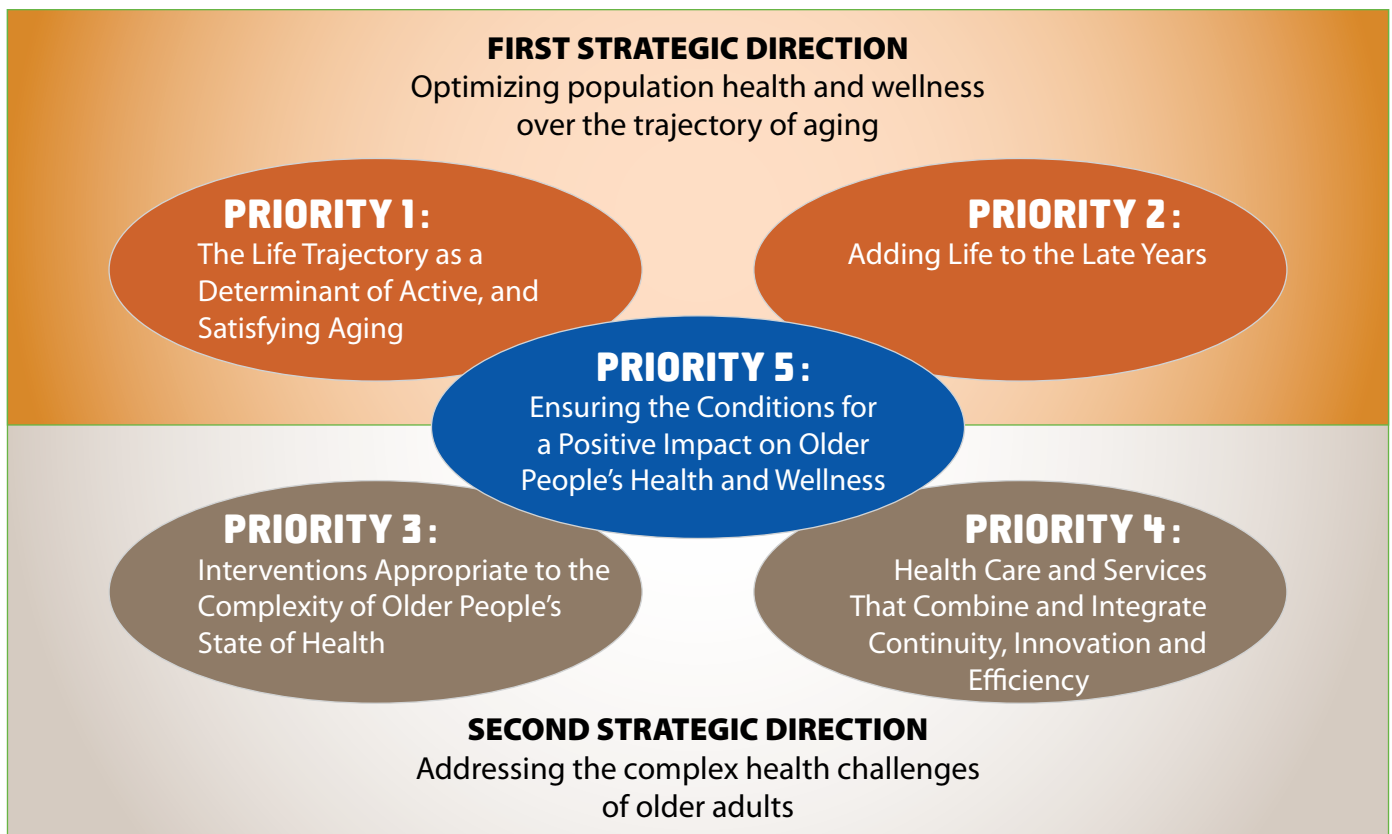 FIRST STRATEGIC DIRECTION
Optimizing population health and wellness
over the trajectory of aging
PRIORITY 1:
The Life Trajectory as a
Determinant of Active, and
Satisfying Aging
PRIORITY 2:
Adding Life to the Late Years
PRIORITY 5:
Ensuring the Conditions for
a Positive Impact on Older
People’s Health and Wellness
PRIORITY 3:
Interventions Appropriate to the
Complexity of Older People’s
State of Health
PRIORITY 4:
Health Care and Services
That Combine and Integrate
Continuity, Innovation and
Efficiency
SECOND STRATEGIC DIRECTION
Addressing the complex health challenges
of older adults